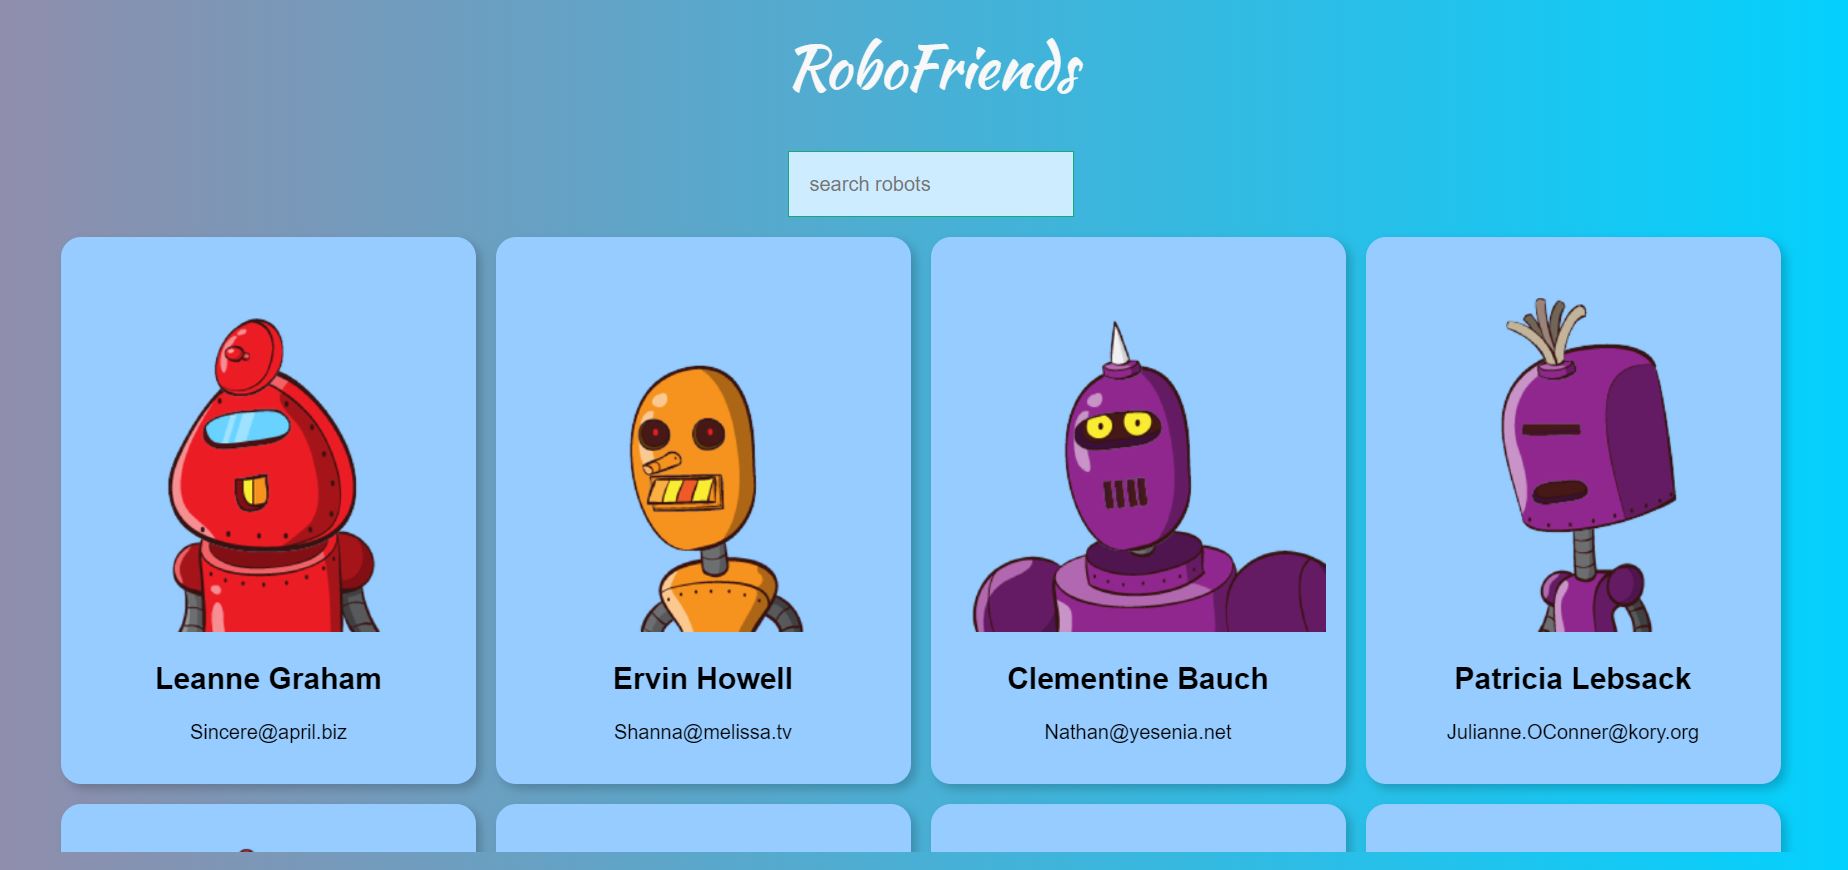 RoboFriends
search robots
Leanne Graham
Sincere@april.biz
Ervin Howell
Shanna@melissa.tv
Clementine Bauch
Nathan@yesenia.net
Patricia Lebsack
Julianne.OConner@kory.org